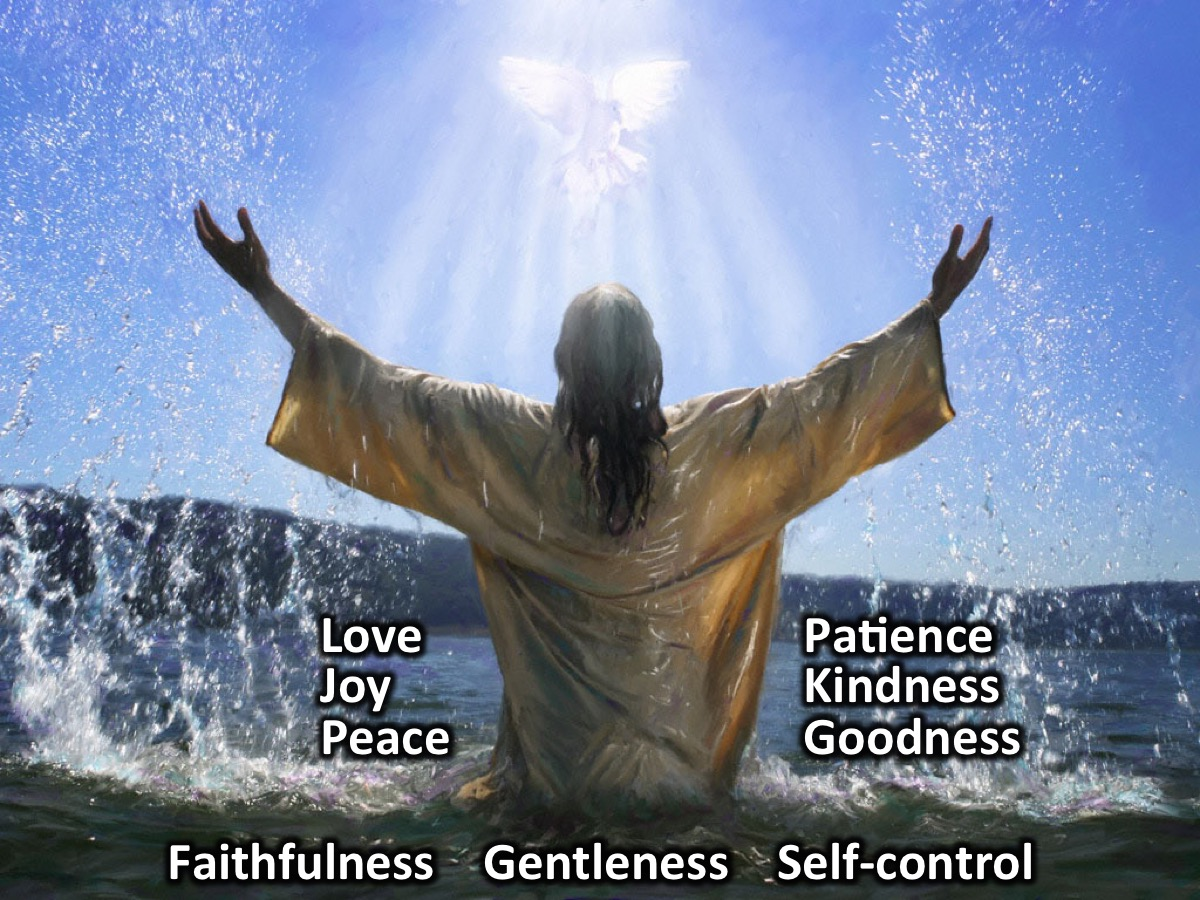 Love
Joy
Peace
Patience
Kindness
Goodness
Faithfulness Gentleness Self-control